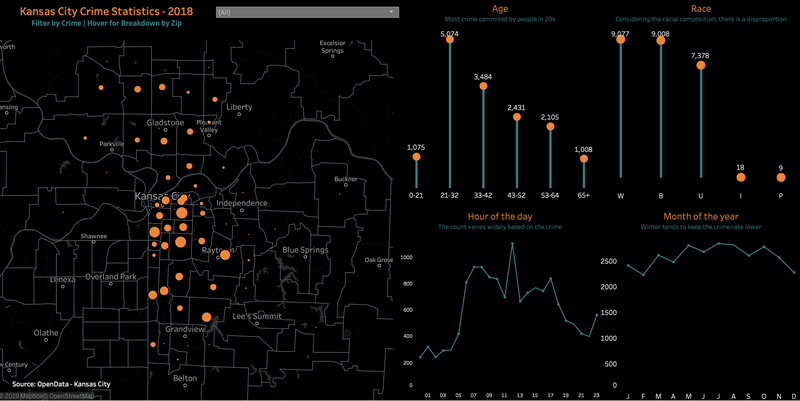 Kansas City Crime Statistics - 2018
Filter by Crime | Hover for Breakdown by Zip
(All)
Excelsior
Springs
Liberty
Gladstone
Pleasant
Valley
Parkville
Buckner
Kansas City
Independence
Shawnee
Raytown
Blue Springs
Oak Grove
Lenexa
Overland Park
Lee's Summit
Grandview
Olathe
Century
Belton
Source: OpenData - Kansas City
© 2019 Mapbox © OpenStreetMap
Age
Most crime commited by people in 20s
5,074
3,484
2,431
2,105
1,075
1,008
0-21
21-32
33-42
43-52
53-64
65+
Race
Considering the racial composition, there is a disproportion
9,077
9,008
7,378
18
9
W
B
U
I
P
Hour of the day
The count varies widely based on the crime
1000
800
600
400
200
0
01
03
05
07
09
11
13
15
17
19
21
23
Month of the year
Winter tends to keep the crime rate lower
2500
2000
1500
1000
500
0
J
F
M
A
M
J
J
A
S
O
N
D